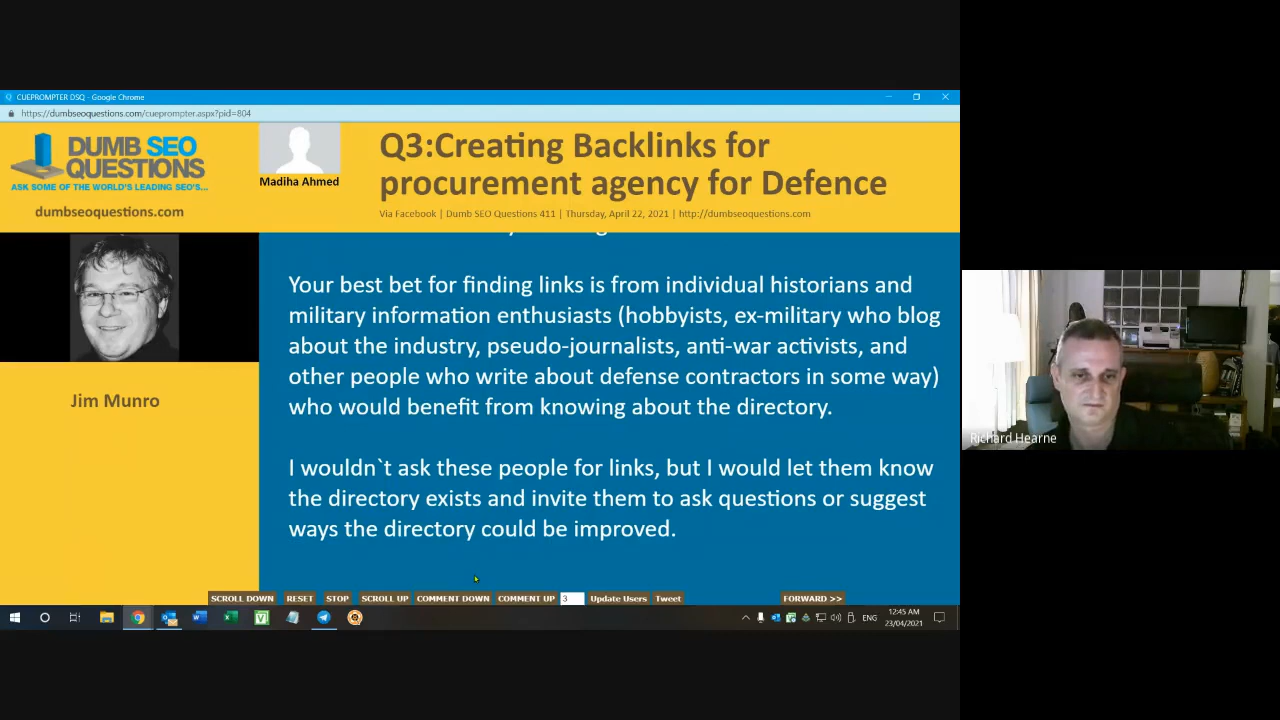 CUEPROMPTER DSQ - Google Chrome
https://dumbseoquestions.com/cueprompter.aspx?pid=804
DUMB SEO
QUESTIONS
ASK SOME OF THE WORLD'S LEADING SEO'S...
dumbseoquestions.com
Madiha Ahmed
Q3:Creating Backlinks for
procurement agency for Defence
Via Facebook | Dumb SEO Questions 411 | Thursday, April 22, 2021 | http://dumbseoquestions.com
Jim Munro
Your best bet for finding links is from individual historians and
military information enthusiasts (hobbyists, ex-military who blog
about the industry, pseudo-journalists, anti-war activists, and
other people who write about defense contractors in some way)
who would benefit from knowing about the directory.
I wouldn`t ask these people for links, but I would let them know
the directory exists and invite them to ask questions or suggest
ways the directory could be improved.
SCROLL DOWN RESET STOP SCROLL UP COMMENT DOWN COMMENT UP 3 Update Users Tweet FORWARD >>
ENG
12:45 AM
23/04/2021
Richard Hearne